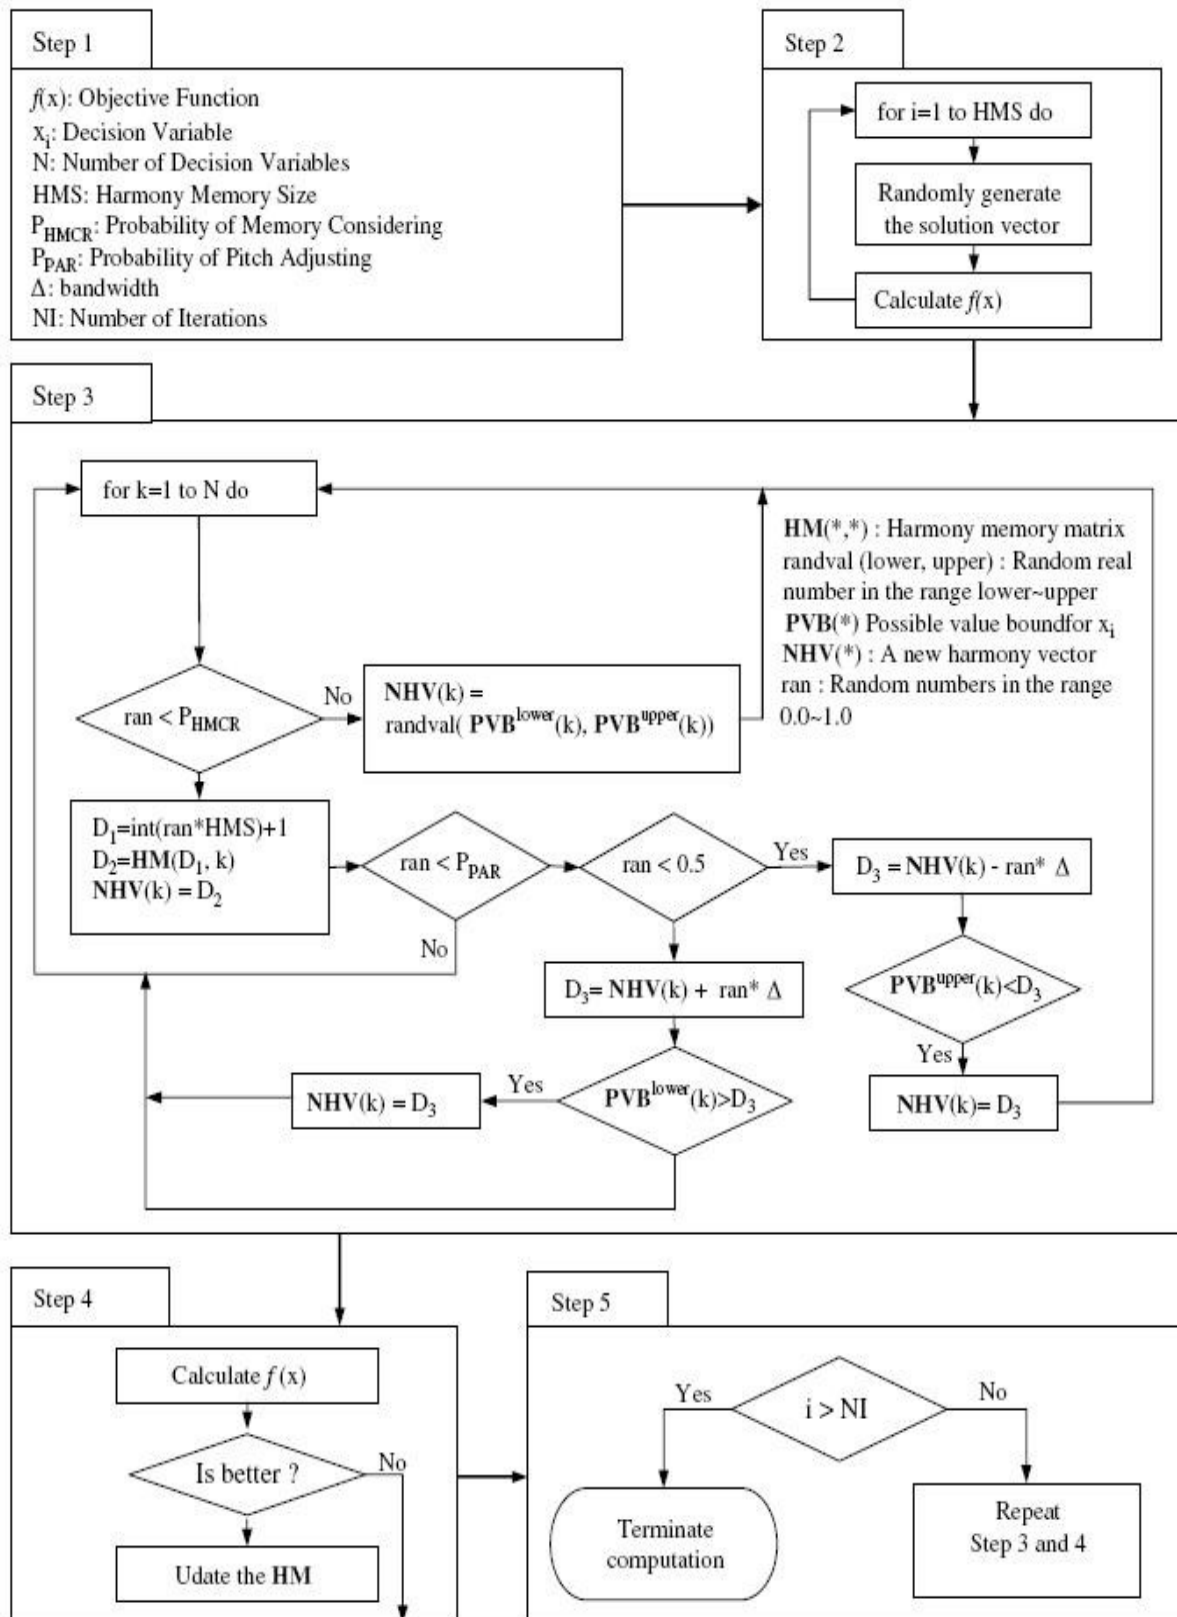 Step 1
f(x): Objective Function
xi: Decision Variable
N: Number of Decision Variables
HMS: Harmony Memory Size
PHMCR: Probability of Memory Considering
PPAR: Probability of Pitch Adjusting
Δ: bandwidth
NI: Number of Iterations
Step 2
for i=1 to HMS do
Randomly generate
the solution vector
Calculate f(x)
Step 3
for k=1 to N do
HM(*,*) : Harmony memory matrix
randval (lower, upper) : Random real
number in the range lower~upper
PVB(*) Possible value boundfor xi
NHV(*) : A new harmony vector
ran : Random numbers in the range
0.0~1.0
ran < PHMCR
No
NHV(k) =
randval( PVBlower(k), PVBupper(k))
D1=int(ran*HMS)+1
D2=HM(D1, k)
NHV(k) = D2
ran < PPAR
No
ran < 0.5
Yes
D3 = NHV(k) - ran* Δ
D3= NHV(k) + ran* Δ
PVBupper(k)<D3
Yes
NHV(k)= D3
PVBlower(k)>D3
Yes
NHV(k) = D3
Step 4
Calculate f (x)
Is better ?
No
Udate the HM
Step 5
Yes
i > NI
No
Terminate
computation
Repeat
Step 3 and 4